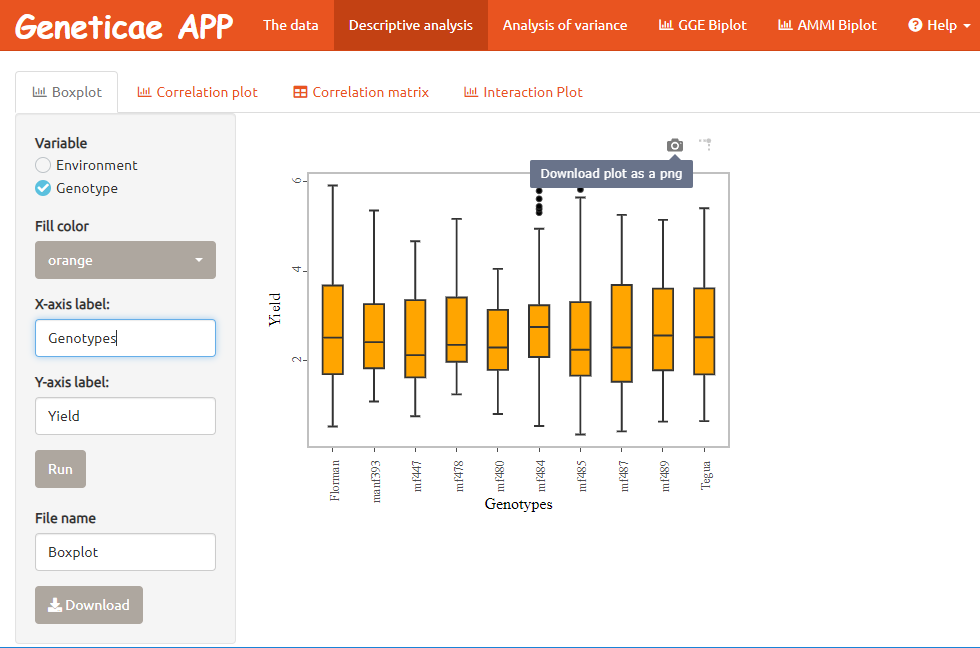 Geneticae APP
The data
Descriptive analysis
Analysis of variance
GGE Biplot
AMMI Biplot
Help
Boxplot
Correlation plot
Correlation matrix
Interaction Plot
Variable
Environment
Genotype
Fill color
orange
X-axis label:
Genotypes
Y-axis label:
Yield
Run
File name
Boxplot
Download
Download plot as a png
6
4
2
Yield
Florman
manf393
mf447
mf478
mf480
mf484
mf485
mf487
mf489
Tegua
Genotypes